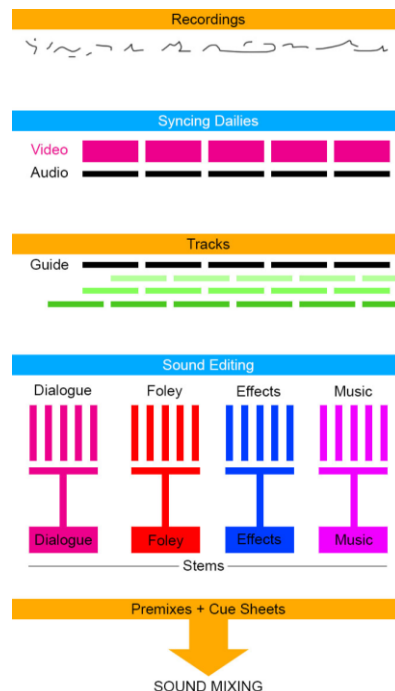 Recordings
Syncing Dailies
Video
Audio
Tracks
Guide
Sound Editing
Dialogue Foley Effects Music
Dialogue Foley Effects Music
Stems
Premixes + Cue Sheets
SOUND MIXING